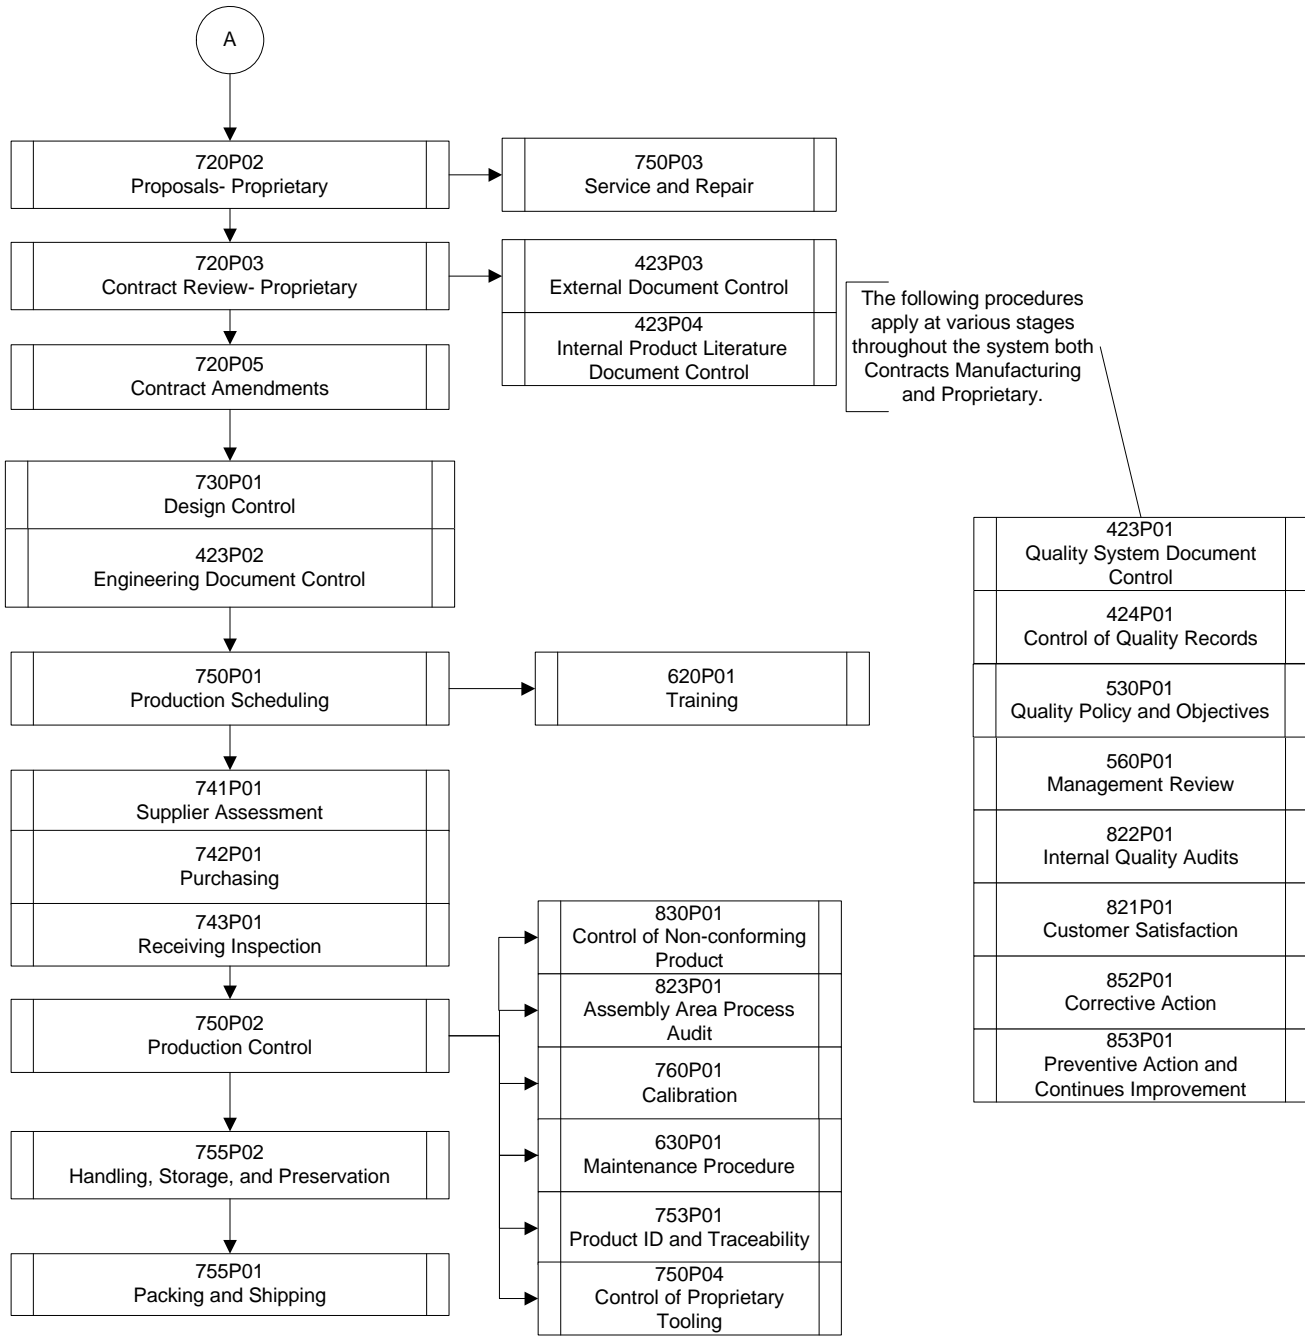 A
720P02
Proposals- Proprietary
750P03
Service and Repair
720P03
Contract Review- Proprietary
423P03
External Document Control
423P04
Internal Product Literature
Document Control
The following procedures
apply at various stages
throughout the system both
Contracts Manufacturing
and Proprietary.
720P05
Contract Amendments
730P01
Design Control
423P02
Engineering Document Control
750P01
Production Scheduling
620P01
Training
741P01
Supplier Assessment
742P01
Purchasing
743P01
Receiving Inspection
750P02
Production Control
830P01
Control of Non-conforming
Product
823P01
Assembly Area Process
Audit
760P01
Calibration
630P01
Maintenance Procedure
753P01
Product ID and Traceability
750P04
Control of Proprietary
Tooling
755P02
Handling, Storage, and Preservation
755P01
Packing and Shipping
423P01
Quality System Document
Control
424P01
Control of Quality Records
530P01
Quality Policy and Objectives
560P01
Management Review
822P01
Internal Quality Audits
821P01
Customer Satisfaction
852P01
Corrective Action
853P01
Preventive Action and
Continues Improvement